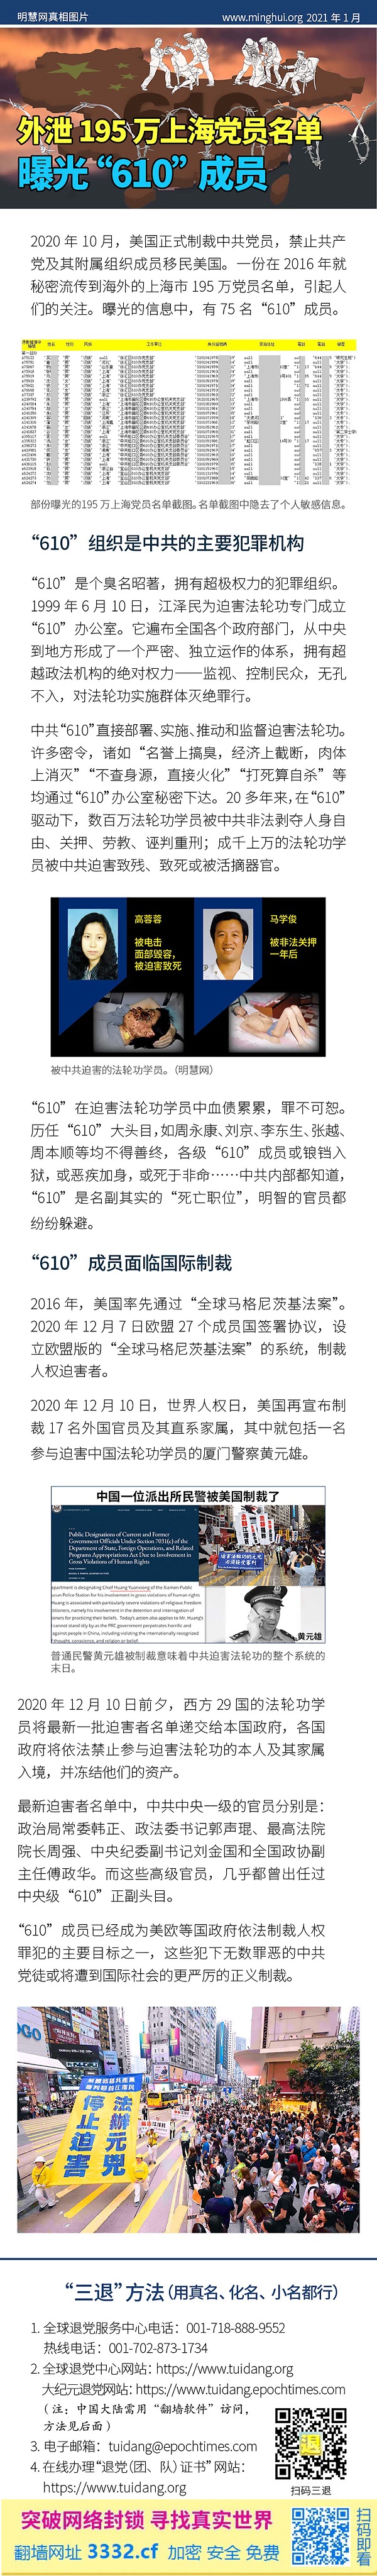 明慧网真相图片
www.minghui.org 2021 年 1 月
外泄 195 万上海党员名单
曝光“610”成员
2020 年 10 月，美国正式制裁中共党员，禁止共产
党及其附属组织成员移民美国。一份在 2016 年就
秘密流传到海外的上海市 195 万党员名单，引起人
们的关注。曝光的信息中，有 75 名“610”成员。
部份曝光的195 万上海党员名单截图。名单截图中隐去了个人敏感信息。
“610”组织是中共的主要犯罪机构
“610”是个臭名昭著，拥有超极权力的犯罪组织。
1999 年 6 月 10 日，江泽民为迫害法轮功专门成立
“610”办公室。它遍布全国各个政府部门，从中央
到地方形成了一个严密、独立运作的体系，拥有超
越政法机构的绝对权力——监视、控制民众，无孔
不入，对法轮功实施群体灭绝罪行。
中共“610”直接部署、实施、推动和监督迫害法轮功。
许多密令，诸如“名誉上搞臭，经济上截断，肉体
上消灭”“不查身源，直接火化”“打死算自杀”等
均通过“610”办公室秘密下达。20 多年来，在“610”
驱动下，数百万法轮功学员被中共非法剥夺人身自
由、关押、劳教、诬判重刑；成千上万的法轮功学
员被中共迫害致残、致死或被活摘器官。
高蓉蓉
被电击
面部毁容，
被迫害致死
马学俊
被非法关押
一年后
被中共迫害的法轮功学员。（明慧网）
“610”在迫害法轮功学员中血债累累，罪不可恕。
历任“610”大头目，如周永康、刘京、李东生、张越、
周本顺等均不得善终，各级“610”成员或锒铛入
狱，或恶疾加身，或死于非命……中共内部都知道，
“610”是名副其实的“死亡职位”，明智的官员都
纷纷躲避。
“610”成员面临国际制裁
2016 年，美国率先通过“全球马格尼茨基法案”。
2020 年 12 月 7 日欧盟 27 个成员国签署协议，设
立欧盟版的“全球马格尼茨基法案”的系统，制裁
人权迫害者。
2020 年 12 月 10 日，世界人权日，美国再宣布制
裁 17 名外国官员及其直系家属，其中就包括一名
参与迫害中国法轮功学员的厦门警察黄元雄。
中国一位派出所民警被美国制裁了
Public Designations of Current and Former
Government Officials Under Section 7031(c) of the
Department of State, Foreign Operations, and Related
Programs Appropriations Act Due to Involvement in
Gross Violations of Human Rights
黄元雄
普通民警黄元雄被制裁意味着中共迫害法轮功的整个系统的
末日。
2020 年 12 月 10 日前夕，西方 29 国的法轮功学
员将最新一批迫害者名单递交给本国政府，各国
政府将依法禁止参与迫害法轮功的本人及其家属
入境，并冻结他们的资产。
最新迫害者名单中，中共中央一级的官员分别是：
政治局常委韩正、政法委书记郭声琨、最高法院
院长周强、中央纪委副书记刘金国和全国政协副
主任傅政华。而这些高级官员，几乎都曾出任过
中央级“610”正副头目。
“610”成员已经成为美欧等国政府依法制裁人权
罪犯的主要目标之一，这些犯下无数罪恶的中共
党徒或将遭到国际社会的更严厉的正义制裁。
法辦元兇
停止迫害
“三退”方法（用真名、化名、小名都行）
1. 全球退党服务中心电话：001-718-888-9552
热线电话：001-702-873-1734
2. 全球退党中心网站：https://www.tuidang.org
大纪元退党网站：https://www.tuidang.epochtimes.com
（注：中国大陆需用“翻墙软件”访问，
方法见后面）
3. 电子邮箱：tuidang@epochtimes.com
4. 在线办理“退党（团、队）证书”网站：
https://www.tuidang.org
退
扫码三退
突破网络封锁 寻找真实世界
翻墙网址 3332.cf 加密 安全 免费
扫码即看